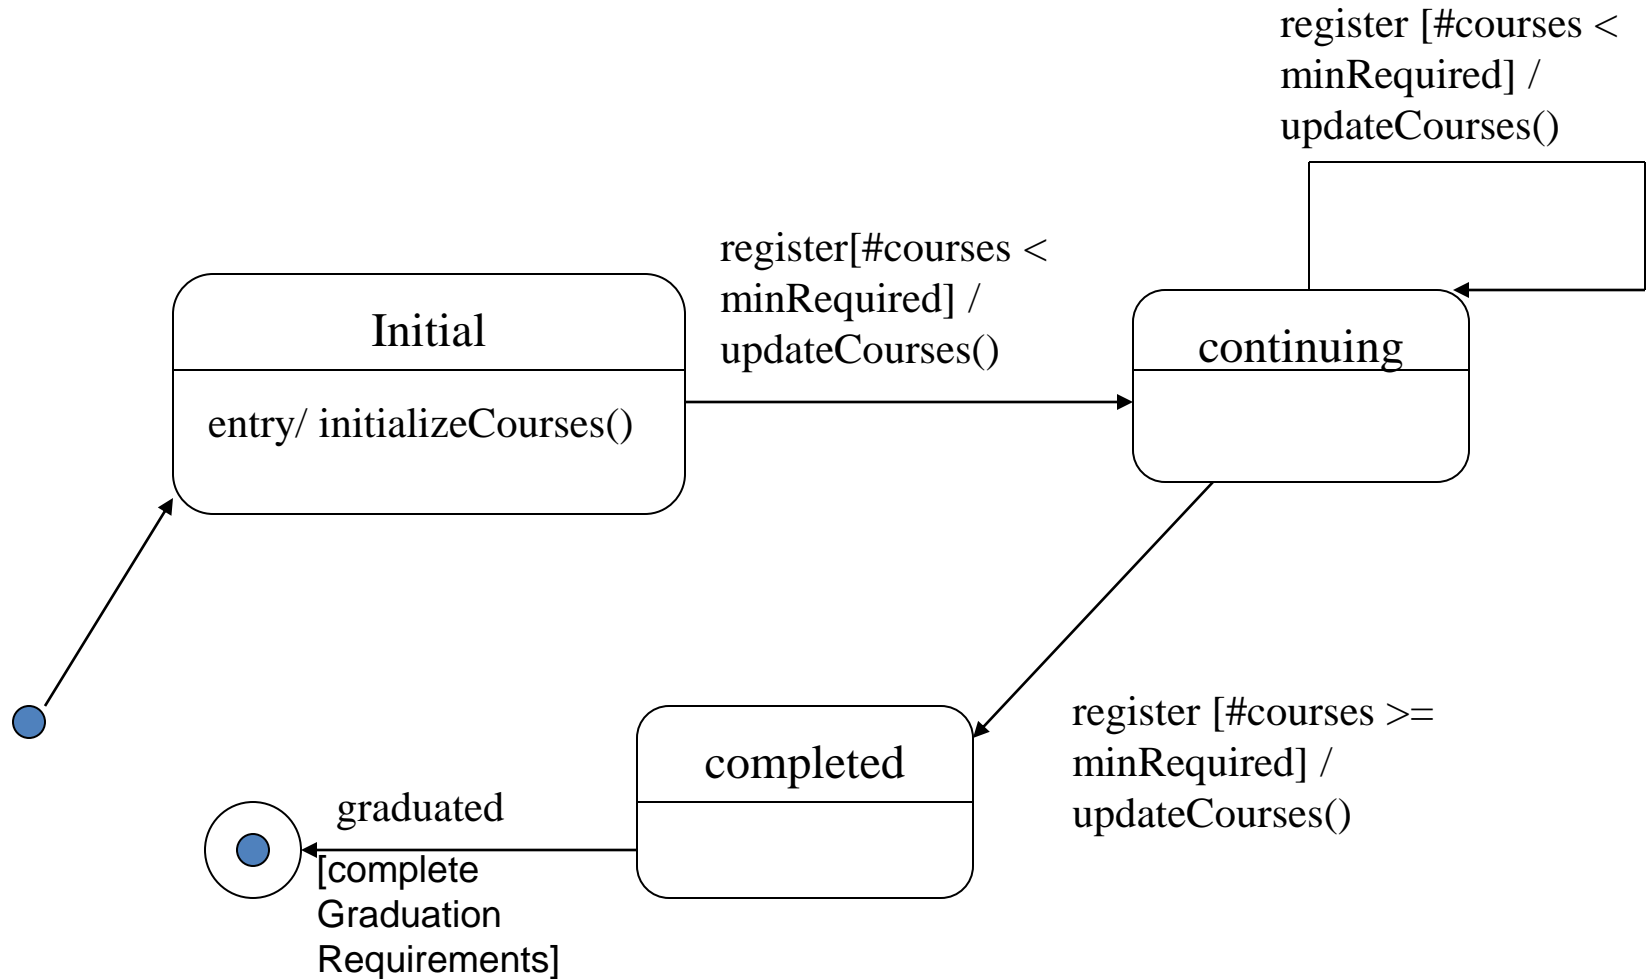 register [#courses <
minRequired] /
updateCourses()
register[#courses <
minRequired] /
updateCourses()
Initial
entry/ initializeCourses()
continuing
register [#courses >=
minRequired] /
updateCourses()
completed
graduated
[complete
Graduation
Requirements]